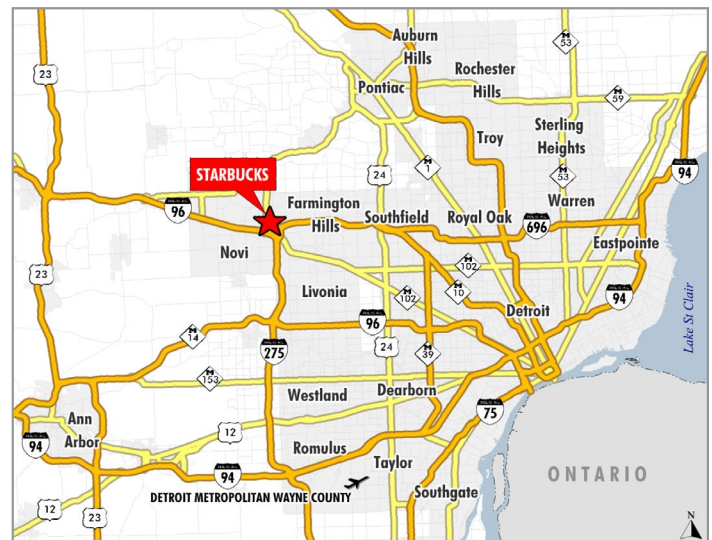 Auburn
Hills
53
23
Rochester
Hills
Pontiac
59
Troy
Sterling
Heights
24
1
STARBUCKS
53
94
Warren
96
Farmington
Hills
Southfield
Royal Oak
696
Eastpointe
Novi
23
102
Livonia
102
10
94
Detroit
Lake St Clair
96
14
275
24
39
153
Westland
Dearborn
75
Ann
Arbor
12
94
Romulus
94
Taylor
ONTARIO
DETROIT METROPOLITAN WAYNE COUNTY
Southgate
12
23
N